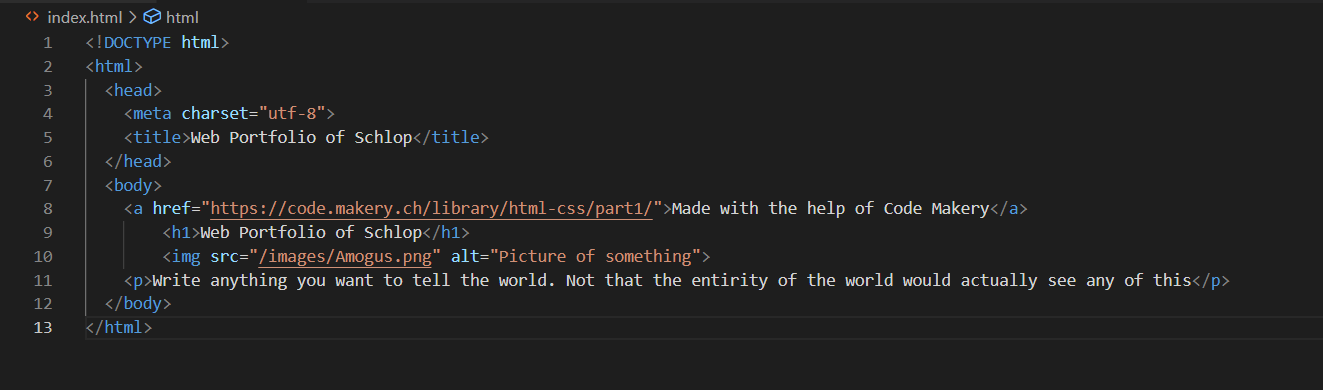 index.html > html
1 <!DOCTYPE html>
2 <html>
3 <head>
4 <meta charset="utf-8">
5 <title>Web Portfolio of Schlop</title>
6 </head>
7 <body>
8 <a href="https://code.makery.ch/library/html-css/part1/">Made with the help of Code Makery</a>
9 <h1>Web Portfolio of Schlop</h1>
10 <img src="/images/Amogus.png" alt="Picture of something">
11 <p>Write anything you want to tell the world. Not that the entirity of the world would actually see any of this</p>
12 </body>
13 </html>